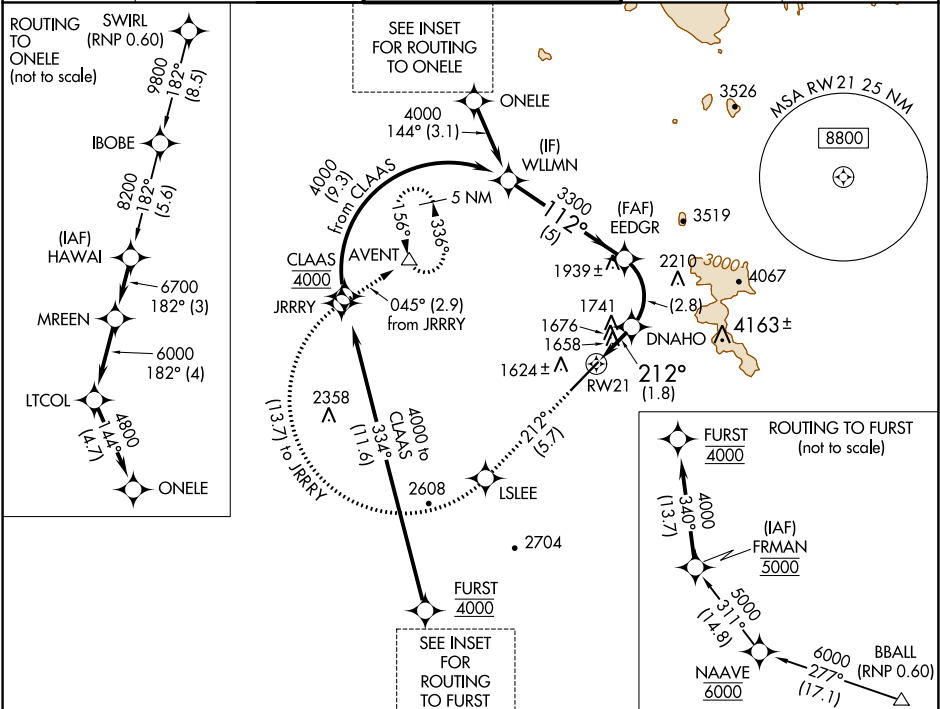 ROUTING
TO
ONELE
(not to scale)
SWIRL
(RNP 0.60)
9800
182°
(8.5)
IBOBE
8200
182°
(5.6)
(IAF)
HAWAI
6700
182° (3)
MREEN
6000
182° (4)
LTCOL
4800
144°
(4.7)
ONELE
SEE INSET
FOR ROUTING
TO ONELE
ONELE
4000
144° (3.1)
(IF)
WLLMN
4000
(9.3)
from CLAAS
5 NM
156°
336°
AVENT
CLAAS
4000
JRRRY
045° (2.9)
from JRRRY
3300
112°
(5)
(FAF)
EEDGR
1939 ±
(2.8)
1741
1676
1658
DNAHO
1624 ±
RW21
212°
(1.8)
212°
(5.7)
2358
(13.7) to JRRRY
4000 to
CLAAS
334°
(11.6)
2608
LSLEE
2704
FURST
4000
SEE INSET
FOR
ROUTING
TO FURST
3526
MSA RW 21 25 NM
8800
3519
2210
3000
4067
4163 ±
ROUTING TO FURST
(not to scale)
FURST
4000
4000
340°
(13.7)
(IAF)
FRMAN
5000
5000
311°
(14.8)
NAAVE
6000
6000
277°
(17.1)
BBALL
(RNP 0.60)